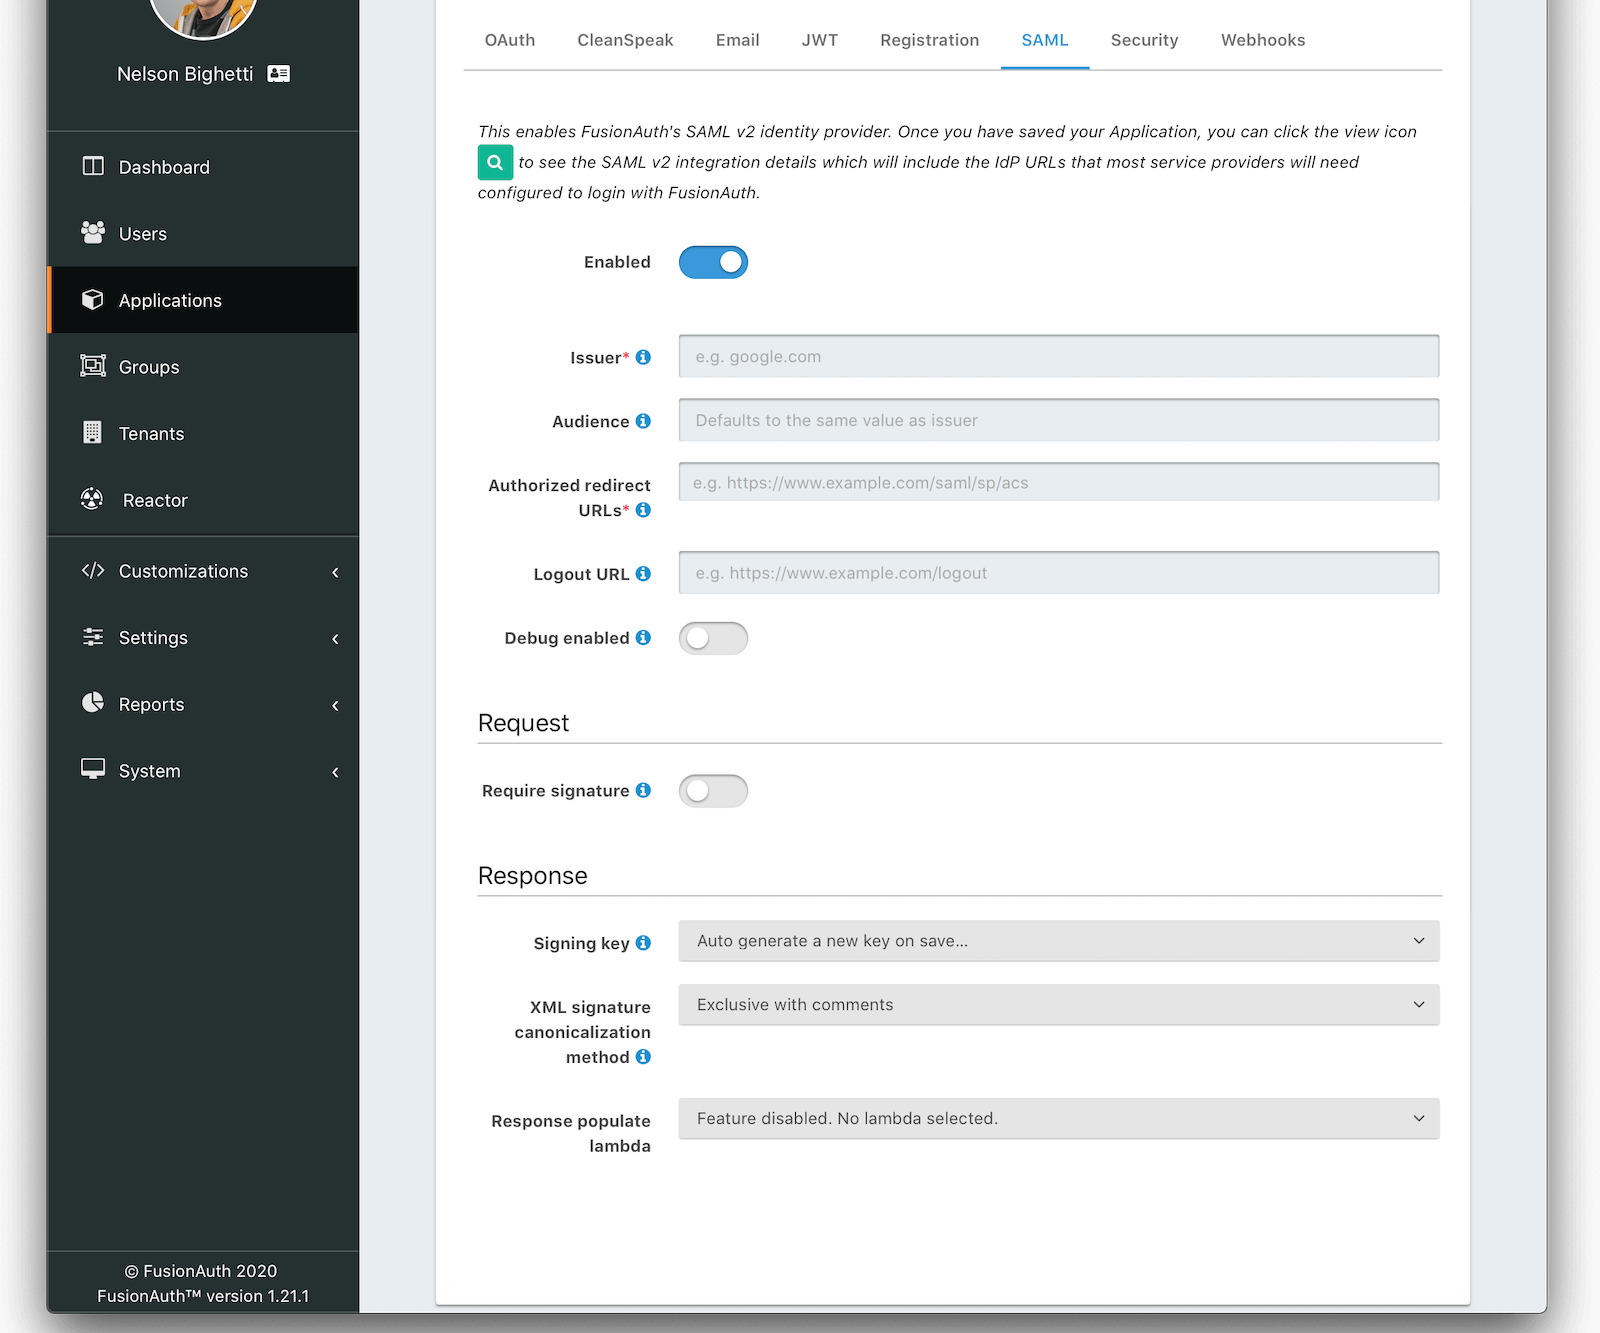 Nelson Bighetti
Dashboard
Users
Applications
Groups
Tenants
Reactor
Customizations
Settings
Reports
System
© FusionAuth 2020
FusionAuth™ version 1.21.1
OAuth CleanSpeak Email JWT Registration SAML Security Webhooks
This enables FusionAuth's SAML v2 identity provider. Once you have saved your Application, you can click the view icon
to see the SAML v2 integration details which will include the IdP URLs that most service providers will need
configured to login with FusionAuth.
Enabled
Issuer* e.g. google.com
Audience Defaults to the same value as issuer
Authorized redirect
URLs*
e.g. https://www.example.com/saml/sp/acs
Logout URL e.g. https://www.example.com/logout
Debug enabled
Request
Require signature
Response
Signing key Auto generate a new key on save...
XML signature
canonicalization
method
Exclusive with comments
Response populate
lambda
Feature disabled. No lambda selected.